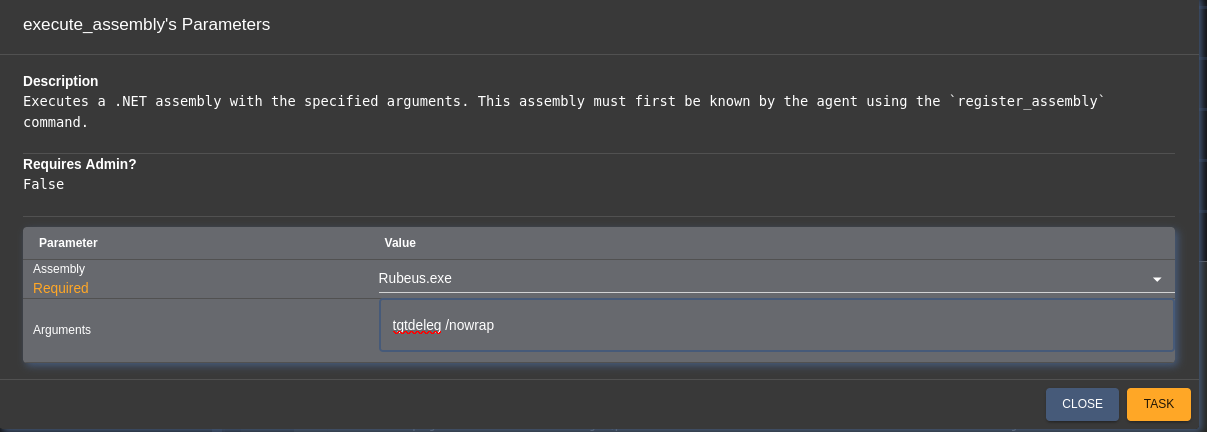 execute_assembly's Parameters
Description
Executes a .NET assembly with the specified arguments. This assembly must first be known by the agent using the `register_assembly`
command.
Requires Admin?
False
Parameter Value
Assembly
Required
Rubeus.exe
Arguments
tgtdeleg /nowrap
CLOSE TASK